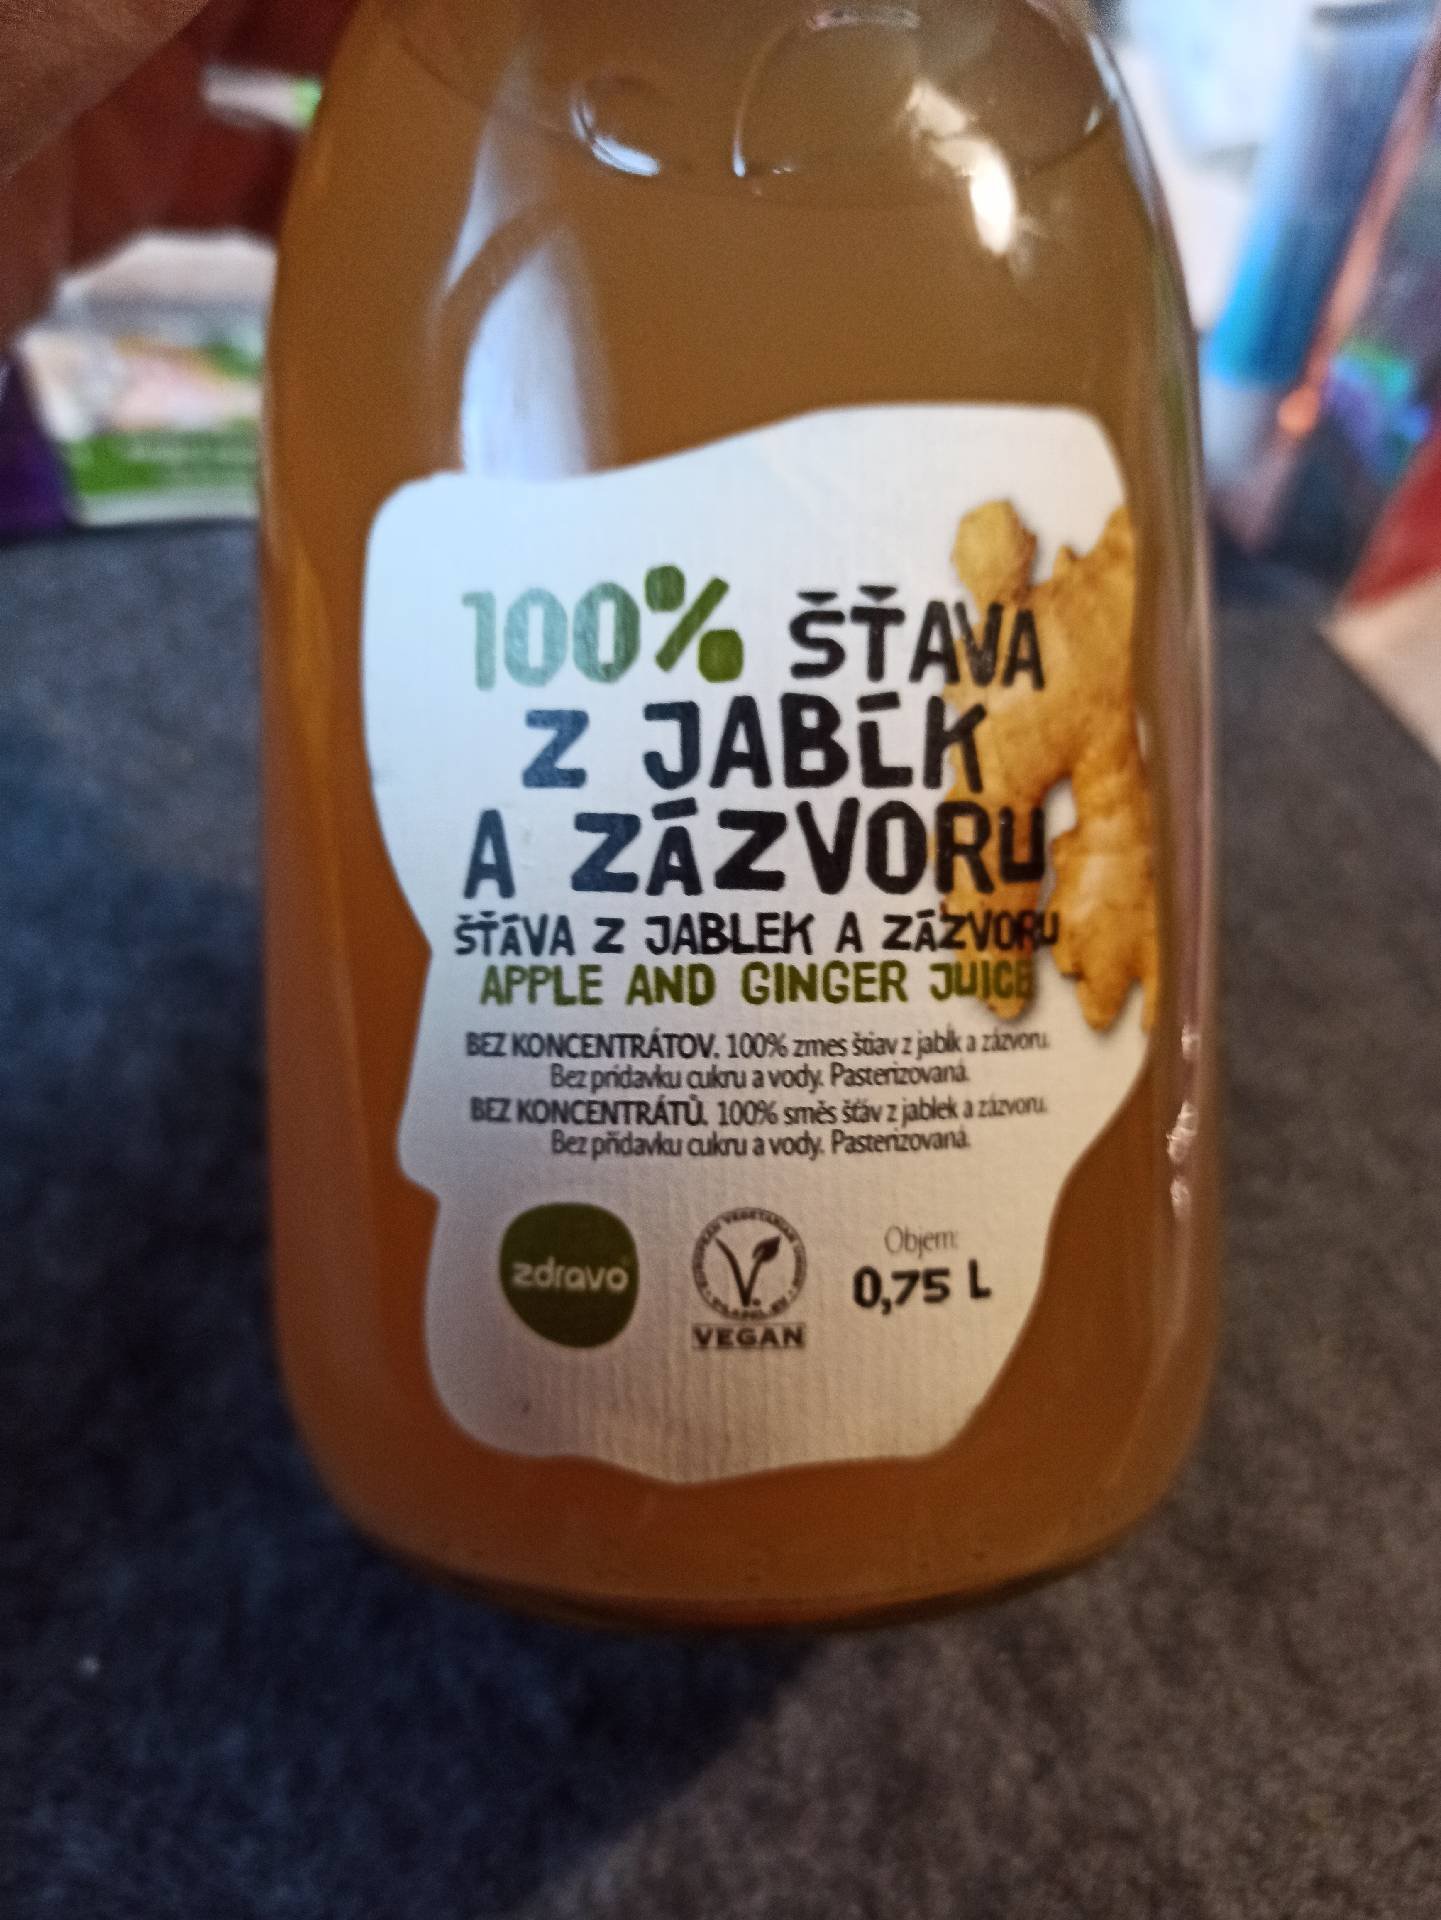 100% ŠŤAVA
Z JABĹK
A ZÁZVORU
ŠŤÁVA Z JABLEK A ZÁZVORU
APPLE AND GINGER JUICE
BEZ KONCENTRÁTOV. 100% zmes štiav z jabĺk a zázvoru.
Bez prídavku cukru a vody. Pasterizovaná.
BEZ KONCENTRÁTŮ. 100% směs šťáv z jablek a zázvoru.
Bez přídavku cukru a vody. Pasterizovaná.
zdravo
VEGETARIAN
VEGAN
Objem:
0,75 L